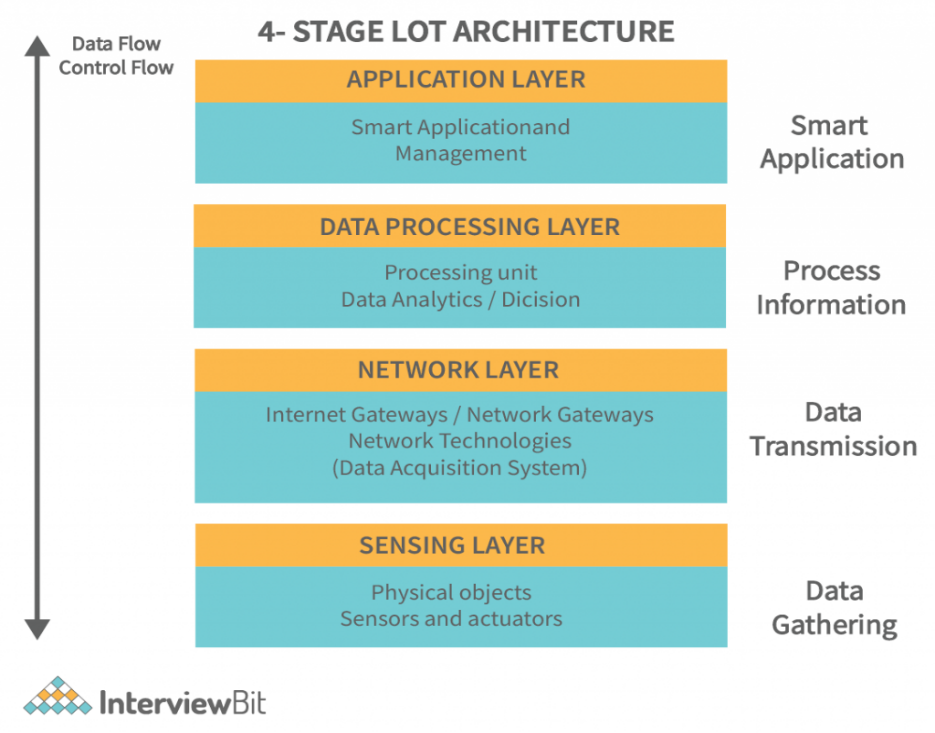 4- STAGE LOT ARCHITECTURE
Data Flow
Control Flow
APPLICATION LAYER
Smart Applicationand
Management
Smart
Application
DATA PROCESSING LAYER
Processing unit
Data Analytics / Dicision
Process
Information
NETWORK LAYER
Internet Gateways / Network Gateways
Network Technologies
(Data Acquisition System)
Data
Transmission
SENSING LAYER
Physical objects
Sensors and actuators
Data
Gathering
InterviewBit